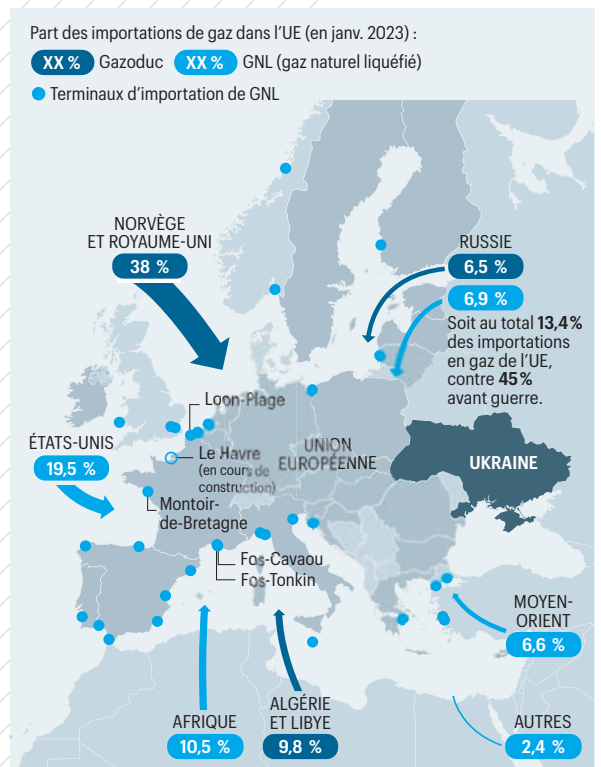 Part des importations de gaz dans l'UE (en janv. 2023) :
XX % Gazoduc XX % GNL (gaz naturel liquéfié)
Terminaux d'importation de GNL
NORVÈGE
ET ROYAUME-UNI
38 %
RUSSIE
6,5 %
6,9 %
Soit au total 13,4 %
des importations
en gaz de l'UE,
contre 45 %
avant guerre.
Loon-Plage
ÉTATS-UNIS
19,5 %
Le Havre
(en cours de
construction)
UNION
EUROPÉENNE
UKRAINE
Montoir-
de-Bretagne
Fos-Cavaou
Fos-Tonkin
MOYEN-
ORIENT
6,6 %
AFRIQUE
10,5 %
ALGÉRIE
ET LIBYE
9,8 %
AUTRES
2,4 %